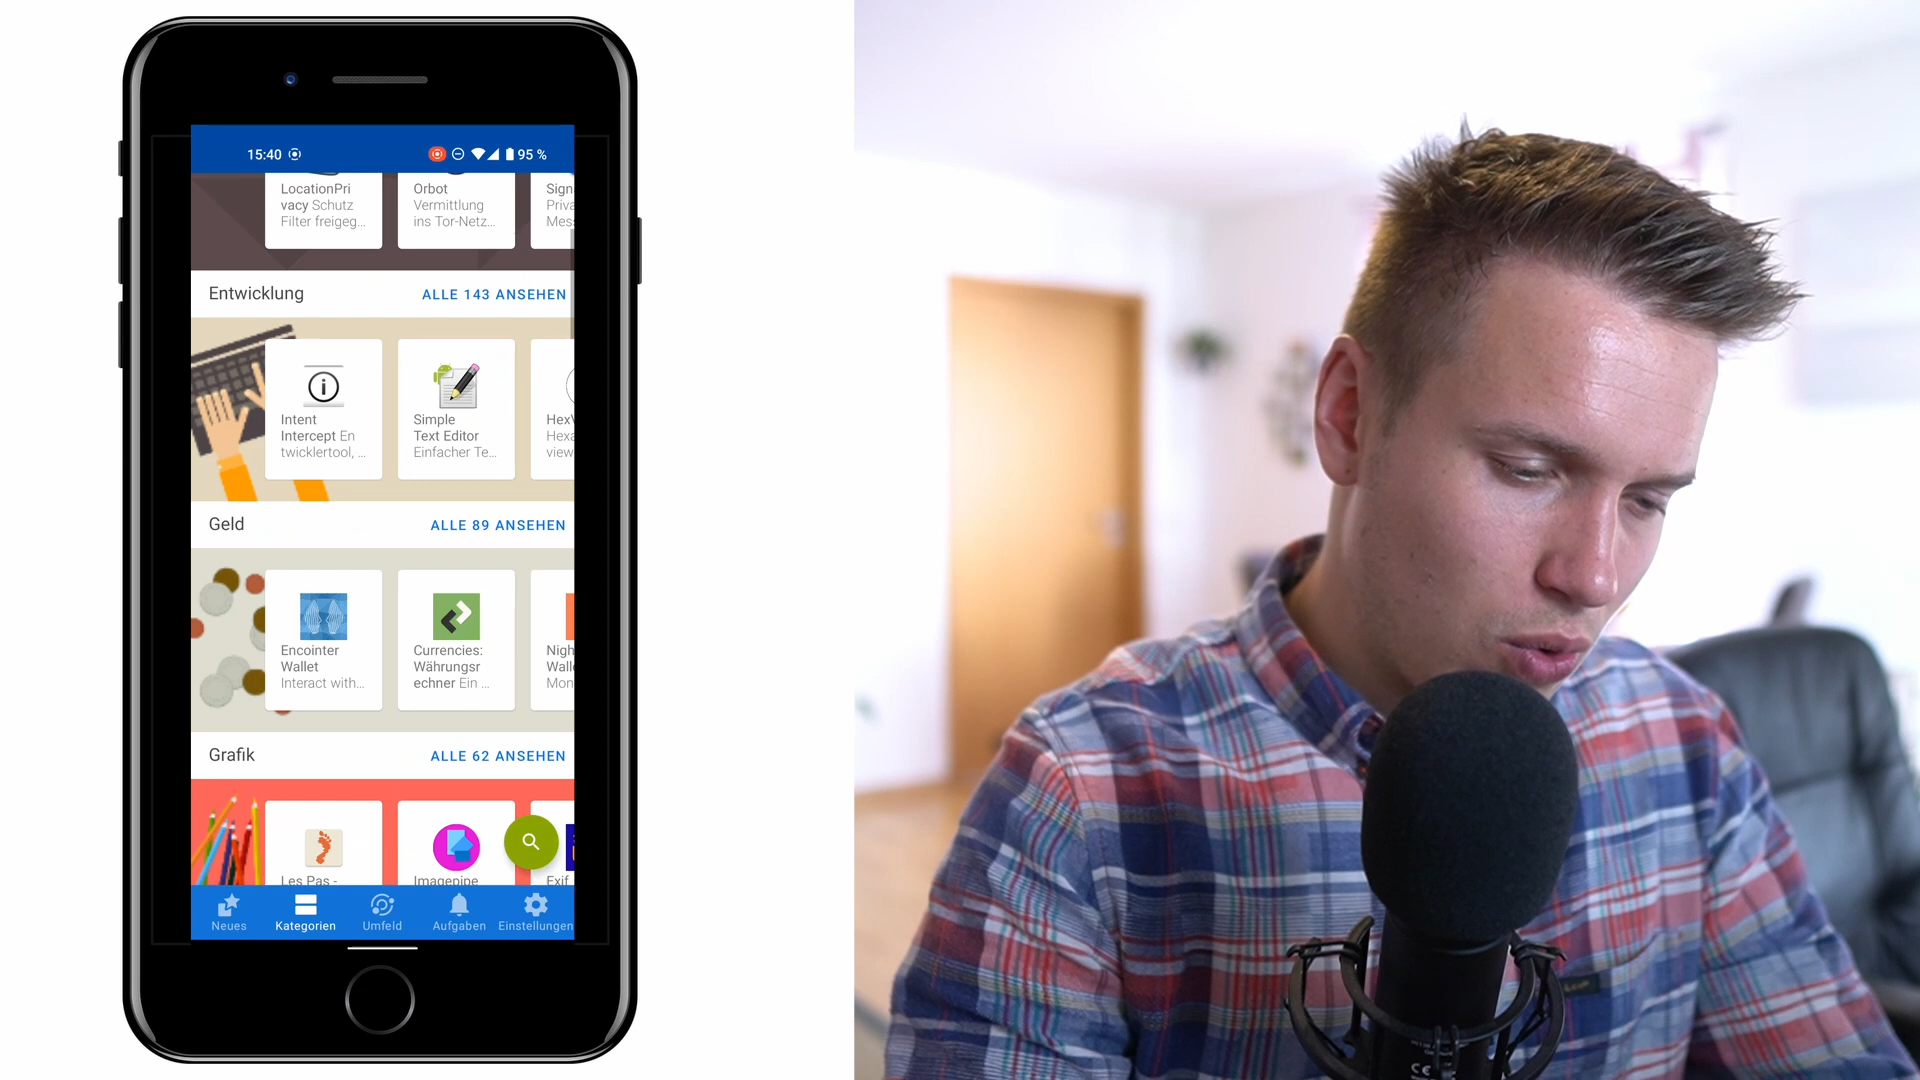 15:40 95 %
LocationPri
vacy Schutz
Filter freigeg...
Orbot
Vermittlung
ins Tor-Netz...
Sign
Priva
Mes
Entwicklung ALLE 143 ANSEHEN
Intent
Intercept En
twicklertool, ...
Simple
Text Editor
Einfacher Te...
HexV
Hexa
view
Geld ALLE 89 ANSEHEN
Encointer
Wallet
Interact with...
Currencies:
Währungsr
echner Ein ...
Nigh
Walle
Mon
Grafik ALLE 62 ANSEHEN
Les Pas -
Imagepipe
Exif
Neues Kategorien Umfeld Aufgaben Einstellungen
CE